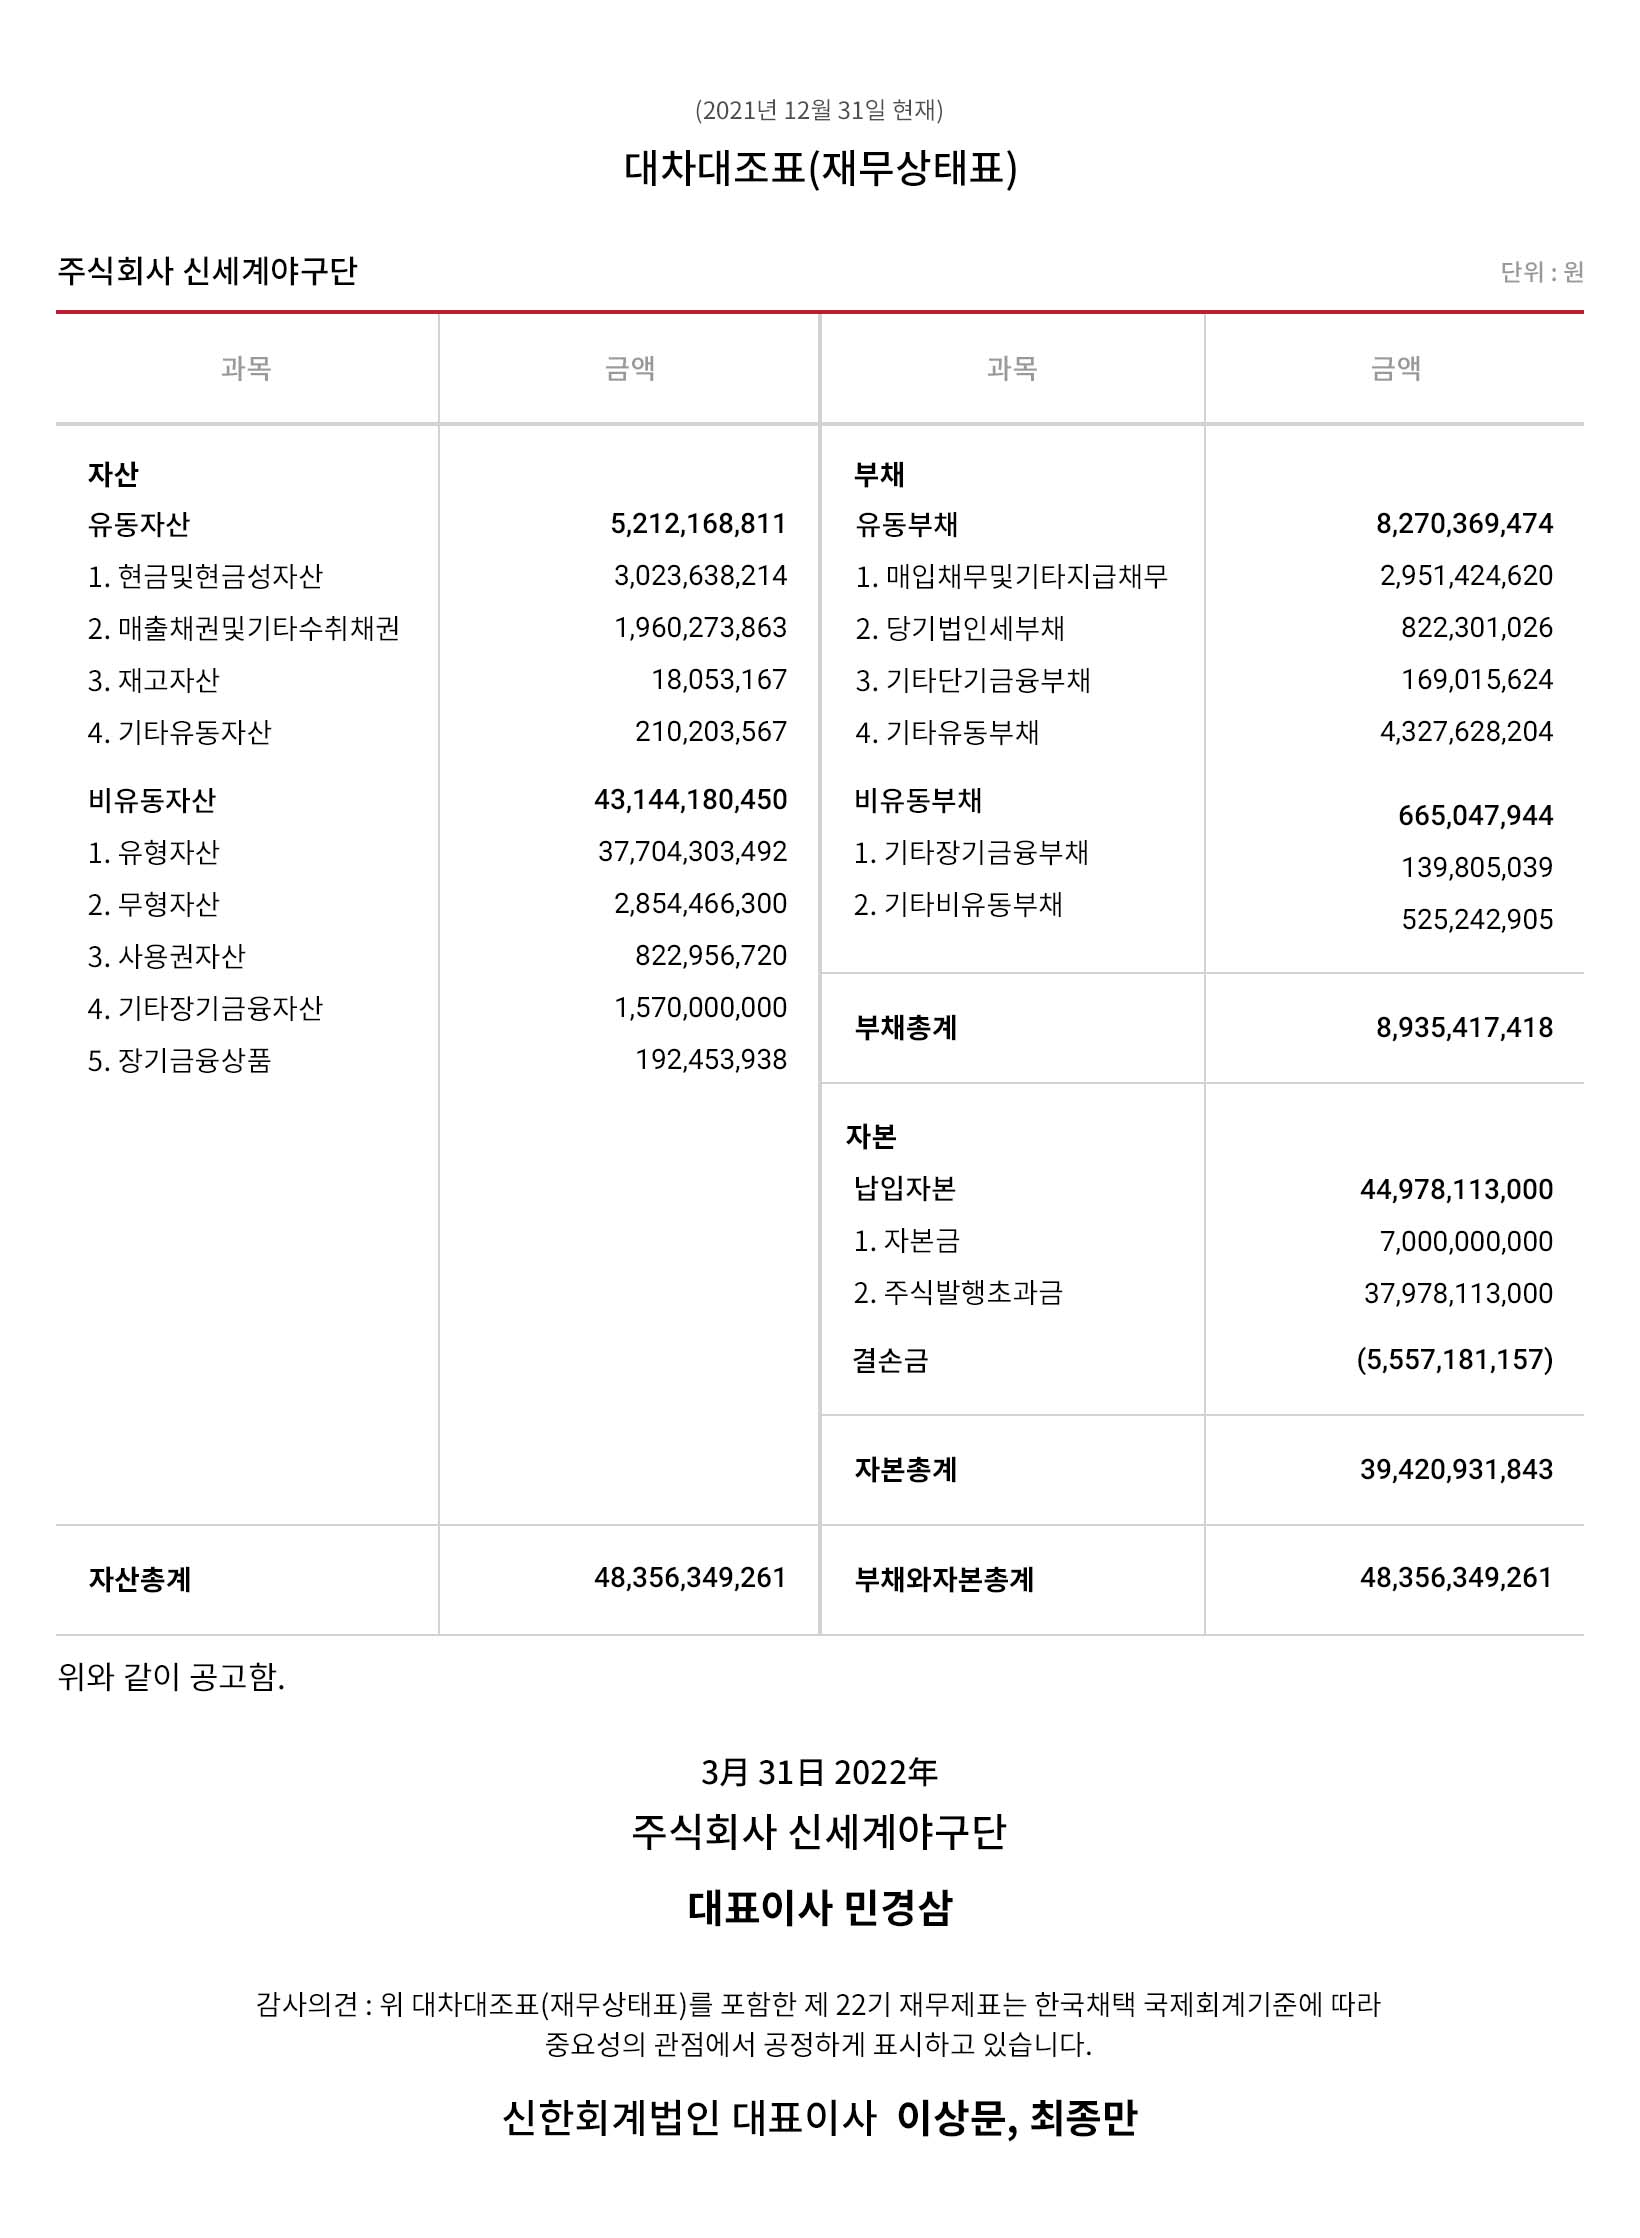 (2021년 12월 31일 현재)
대차대조표(재무상태표)
주식회사 신세계야구단 단위 : 원
과목 금액 과목 금액
자산 부채
유동자산 5,212,168,811 유동부채 8,270,369,474
1. 현금및현금성자산 3,023,638,214 1. 매입채무및기타지급채무 2,951,424,620
2. 매출채권및기타수취채권 1,960,273,863 2. 당기법인세부채 822,301,026
3. 재고자산 18,053,167 3. 기타단기금융부채 169,015,624
4. 기타유동자산 210,203,567 4. 기타유동부채 4,327,628,204
비유동자산 43,144,180,450 비유동부채 665,047,944
1. 유형자산 37,704,303,492 1. 기타장기금융부채 139,805,039
2. 무형자산 2,854,466,300 2. 기타비유동부채 525,242,905
3. 사용권자산 822,956,720
4. 기타장기금융자산 1,570,000,000 부채총계 8,935,417,418
5. 장기금융상품 192,453,938
자본
납입자본 44,978,113,000
1. 자본금 7,000,000,000
2. 주식발행초과금 37,978,113,000
결손금 (5,557,181,157)
자본총계 39,420,931,843
자산총계 48,356,349,261 부채와자본총계 48,356,349,261
위와 같이 공고함.
3月 31日 2022年
주식회사 신세계야구단
대표이사 민경삼
감사의견 : 위 대차대조표(재무상태표)를 포함한 제 22기 재무제표는 한국채택 국제회계기준에 따라
중요성의 관점에서 공정하게 표시하고 있습니다.
신한회계법인 대표이사 이상문, 최종만